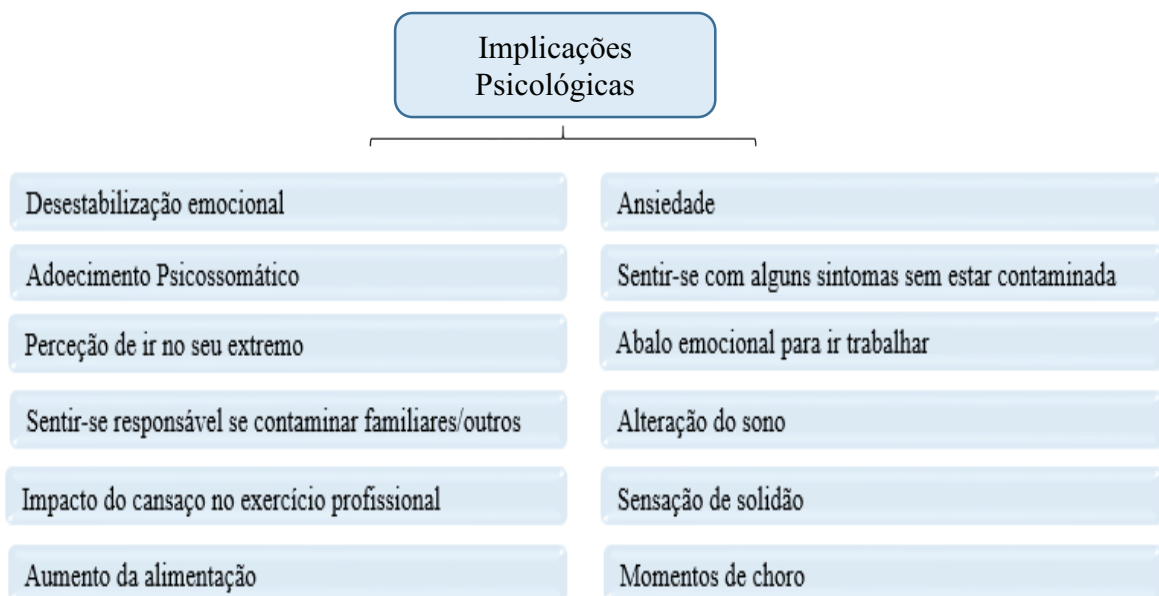 Implicações
Psicológicas
Desestabilização emocional
Ansiedade
Adoecimento Psicossomático
Sentir-se com alguns sintomas sem estar contaminada
Perceção de ir no seu extremo
Abalo emocional para ir trabalhar
Sentir-se responsável se contaminar familiares/outros
Alteração do sono
Impacto do cansaço no exercício profissional
Sensação de solidão
Aumento da alimentação
Momentos de choro